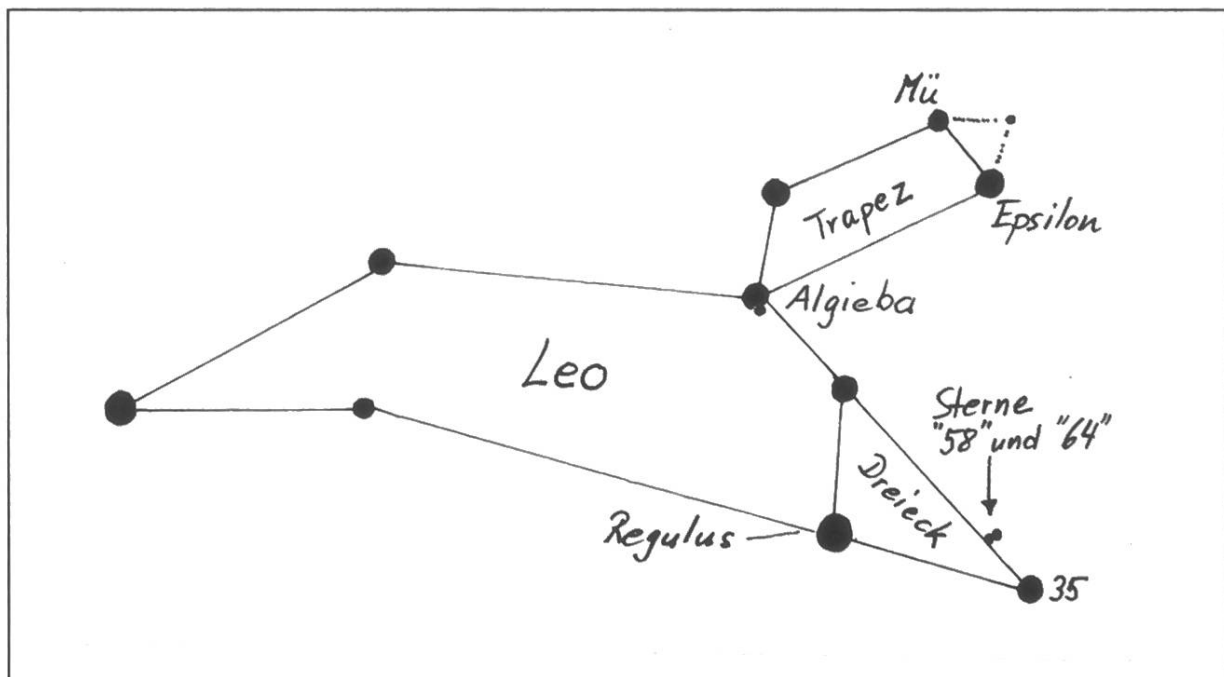 Mü
Trapez
Epsilon
Algieba
Leo
Sterne
"58" und "64"
Dreieck
Regulus
35